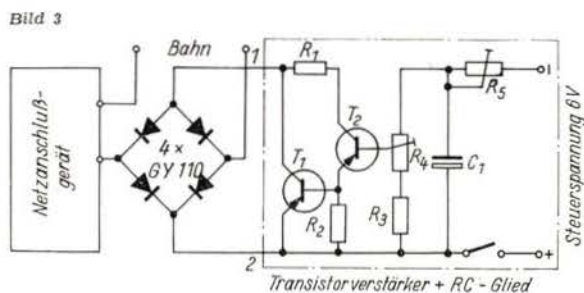 Bild 3
Bahn
1
R1
T2
R5
4 ×
GY 110
Netzanschluß-
gerät
T1
R4
C1
R2
R3
2
+
Steuerspannung 6V
Transistorverstärker + RC - Glied